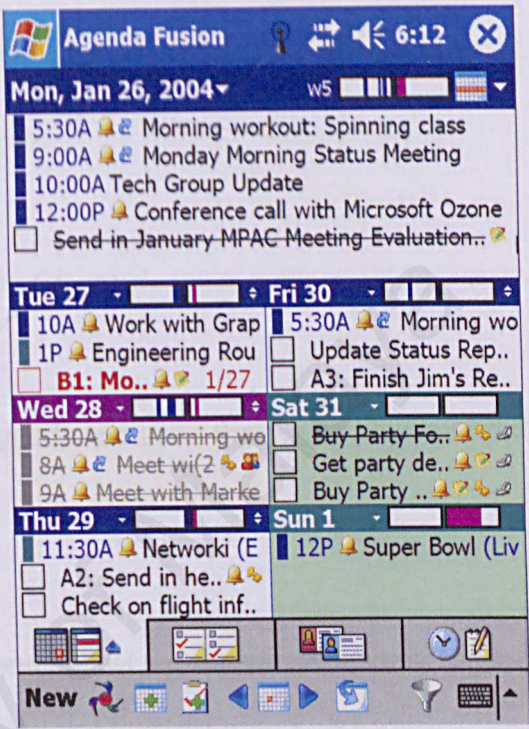 Agenda Fusion 6:12
Mon, Jan 26, 2004 w5
5:30A Morning workout: Spinning class
9:00A Monday Morning Status Meeting
10:00A Tech Group Update
12:00P Conference call with Microsoft Ozone
Send in January MPAC Meeting Evaluation..
Tue 27
10A Work with Grap
1P Engineering Rou
B1: Mo.. 1/27
Wed 28
5:30A Morning wo
8A Meet wi(2
9A Meet with Marke
Thu 29
11:30A Networki (E
A2: Send in he..
Check on flight inf..
Fri 30
5:30A Morning wo
Update Status Rep..
A3: Finish Jim's Re..
Sat 31
Buy Party Fo..
Get party de..
Buy Party ..
Sun 1
12P Super Bowl (Liv
New